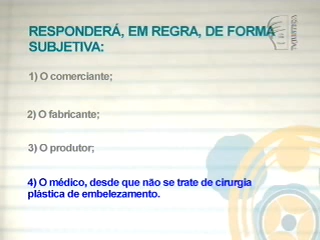 RESPONDERÁ, EM REGRA, DE FORMA
SUBJETIVA:
1) O comerciante;
2) O fabricante;
3) O produtor;
4) O médico, desde que não se trate de cirurgia
plástica de embelezamento.